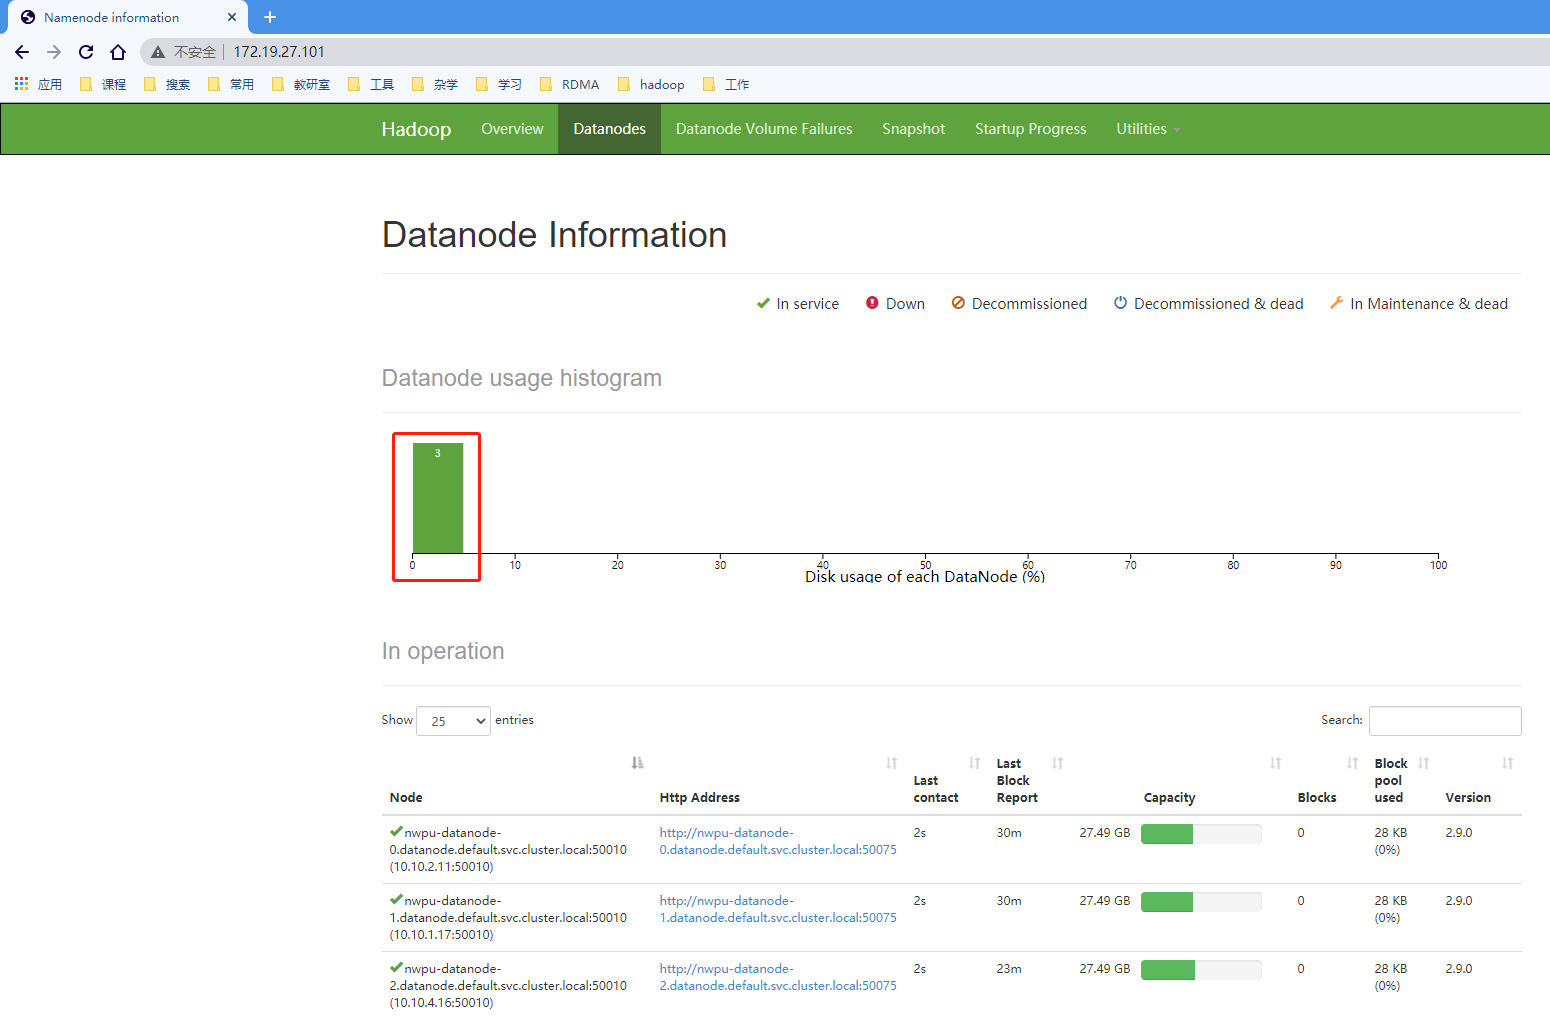 Namenode information
不安全 172.19.27.101
应用 课程 搜索 常用 教研室 工具 杂学 学习 RDMA hadoop 工作
Hadoop Overview Datanodes Datanode Volume Failures Snapshot Startup Progress Utilities
Datanode Information
In service Down Decommissioned Decommissioned & dead In Maintenance & dead
Datanode usage histogram
3
0 10 20 30 40 50 60 70 80 90 100
Disk usage of each DataNode (%)
In operation
Show 25 entries Search:
Node Http Address Last contact Last Block Report Capacity Blocks Block pool used Version
nwpu-datanode- http://nwpu-datanode- 2s 30m 27.49 GB 0 28 KB 2.9.0
0.datanode.default.svc.cluster.local:50010 0.datanode.default.svc.cluster.local:50075 (0%)
(10.10.2.11:50010)
nwpu-datanode- http://nwpu-datanode- 2s 30m 27.49 GB 0 28 KB 2.9.0
1.datanode.default.svc.cluster.local:50010 1.datanode.default.svc.cluster.local:50075 (0%)
(10.10.1.17:50010)
nwpu-datanode- http://nwpu-datanode- 2s 23m 27.49 GB 0 28 KB 2.9.0
2.datanode.default.svc.cluster.local:50010 2.datanode.default.svc.cluster.local:50075 (0%)
(10.10.4.16:50010)